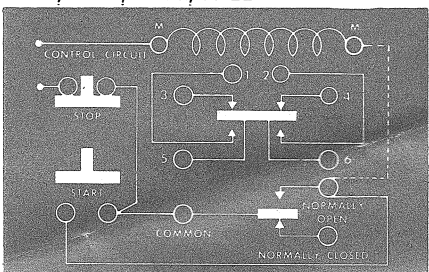 M M
CONTROL CIRCUIT
1 2
3 4
STOP
5 6
START
NORMALLY
OPEN
COMMON
NORMALLY CLOSED